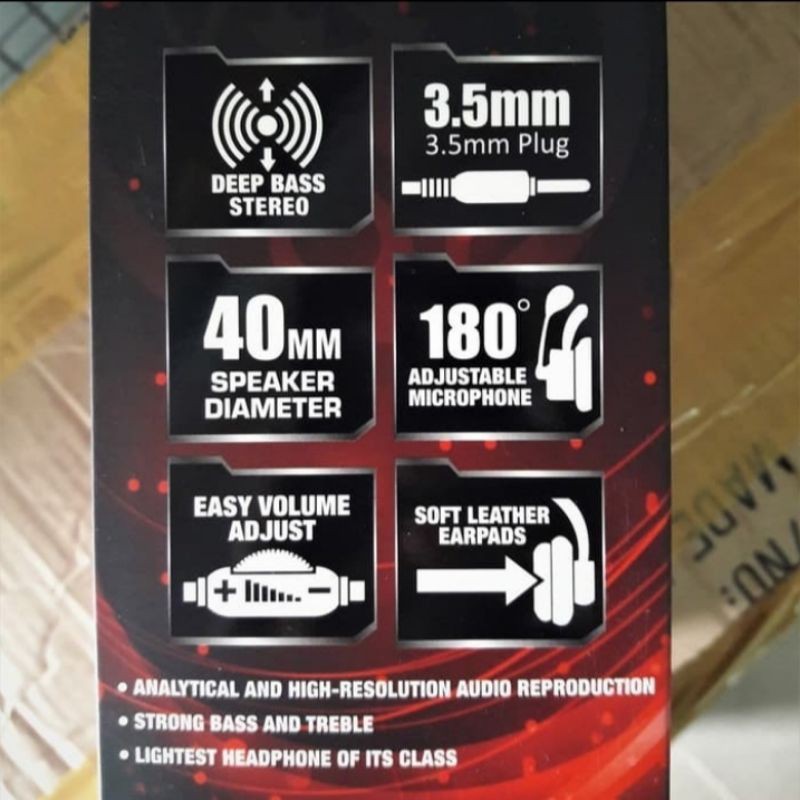 DEEP BASS
STEREO
3.5mm
3.5mm Plug
40MM
SPEAKER
DIAMETER
180°
ADJUSTABLE
MICROPHONE
EASY VOLUME
ADJUST
+ −
SOFT LEATHER
EARPADS
• ANALYTICAL AND HIGH-RESOLUTION AUDIO REPRODUCTION
• STRONG BASS AND TREBLE
• LIGHTEST HEADPHONE OF ITS CLASS
MADE